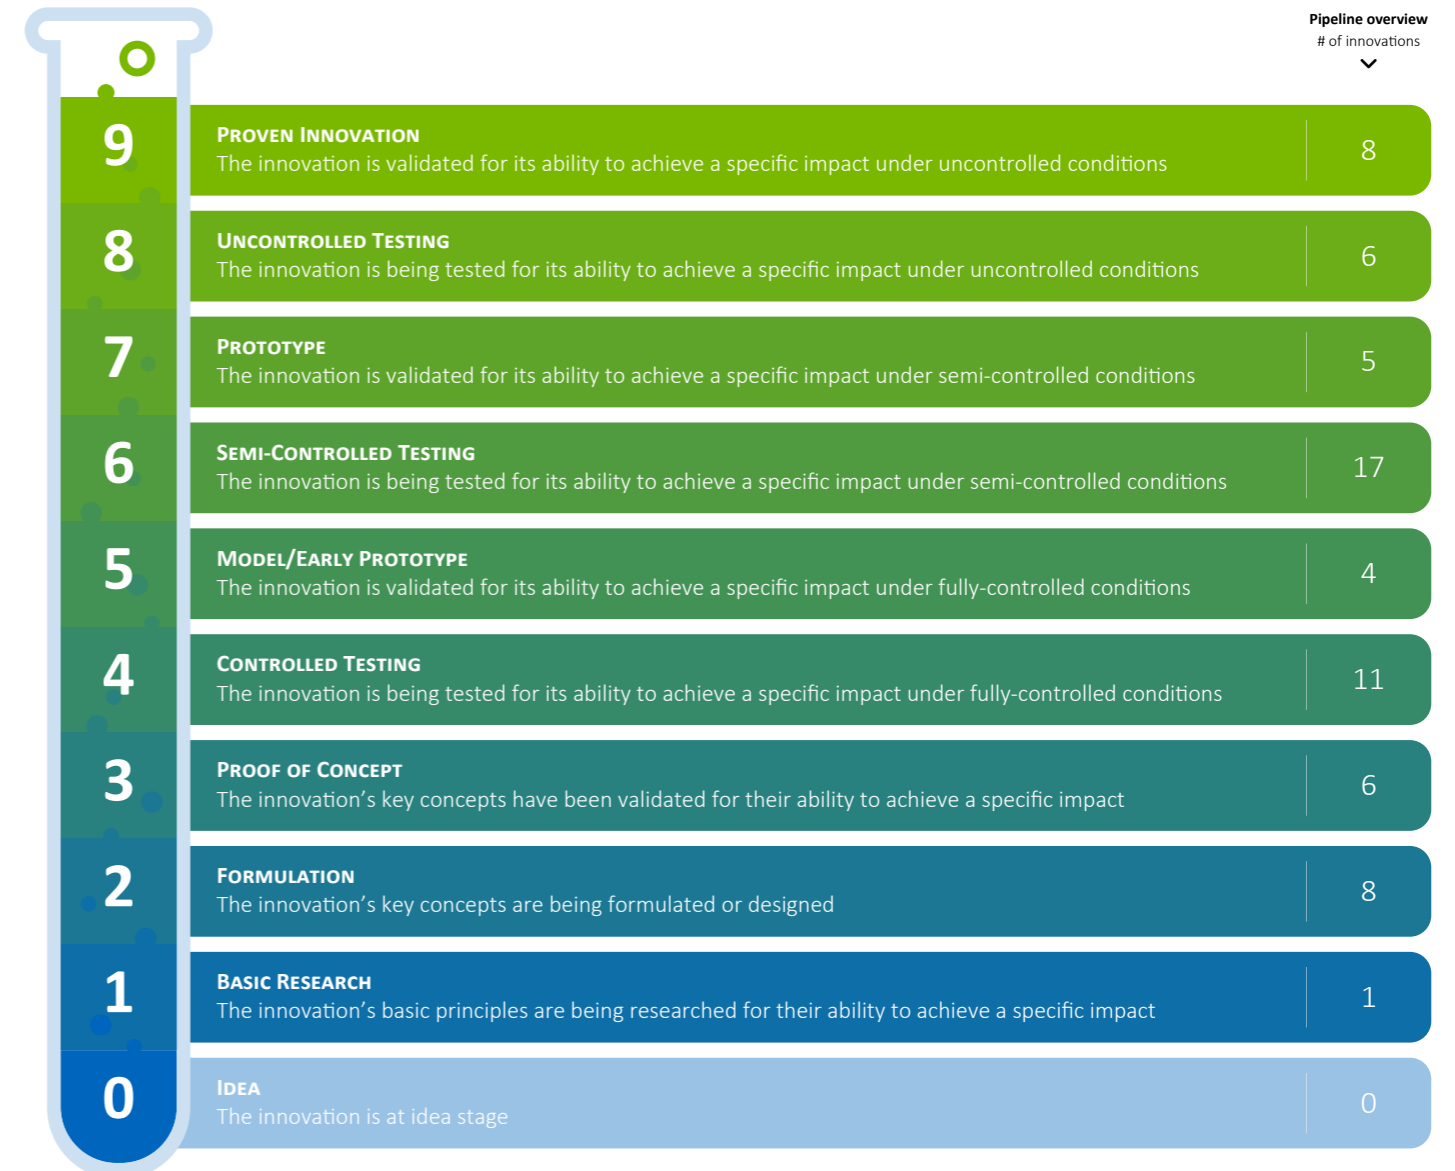 Pipeline overview
# of innovations
9
PROVEN INNOVATION
The innovation is validated for its ability to achieve a specific impact under uncontrolled conditions
8
8
UNCONTROLLED TESTING
The innovation is being tested for its ability to achieve a specific impact under uncontrolled conditions
6
7
PROTOTYPE
The innovation is validated for its ability to achieve a specific impact under semi-controlled conditions
5
6
SEMI-CONTROLLED TESTING
The innovation is being tested for its ability to achieve a specific impact under semi-controlled conditions
17
5
MODEL/EARLY PROTOTYPE
The innovation is validated for its ability to achieve a specific impact under fully-controlled conditions
4
4
CONTROLLED TESTING
The innovation is being tested for its ability to achieve a specific impact under fully-controlled conditions
11
3
PROOF OF CONCEPT
The innovation’s key concepts have been validated for their ability to achieve a specific impact
6
2
FORMULATION
The innovation’s key concepts are being formulated or designed
8
1
BASIC RESEARCH
The innovation’s basic principles are being researched for their ability to achieve a specific impact
1
0
IDEA
The innovation is at idea stage
0